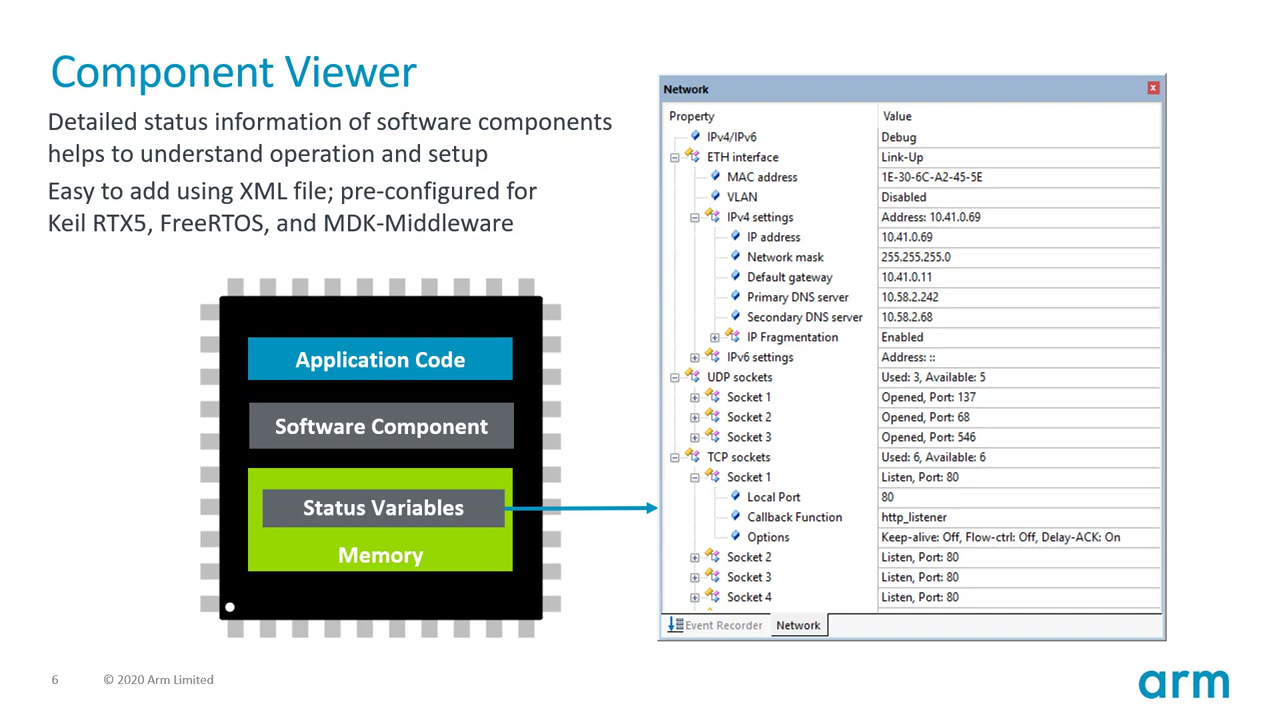 Component Viewer
Detailed status information of software components
helps to understand operation and setup
Easy to add using XML file; pre-configured for
Keil RTX5, FreeRTOS, and MDK-Middleware
Application Code
Software Component
Status Variables
Memory
Network
Property Value
IPv4/IPv6 Debug
ETH interface Link-Up
MAC address 1E-30-6C-A2-45-5E
VLAN Disabled
IPv4 settings Address: 10.41.0.69
IP address 10.41.0.69
Network mask 255.255.255.0
Default gateway 10.41.0.11
Primary DNS server 10.58.2.242
Secondary DNS server 10.58.2.68
IP Fragmentation Enabled
IPv6 settings Address: ::
UDP sockets Used: 3, Available: 5
Socket 1 Opened, Port: 137
Socket 2 Opened, Port: 68
Socket 3 Opened, Port: 546
TCP sockets Used: 6, Available: 6
Socket 1 Listen, Port: 80
Local Port 80
Callback Function http_listener
Options Keep-alive: Off, Flow-ctrl: Off, Delay-ACK: On
Socket 2 Listen, Port: 80
Socket 3 Listen, Port: 80
Socket 4 Listen, Port: 80
Event Recorder Network
6 © 2020 Arm Limited
arm